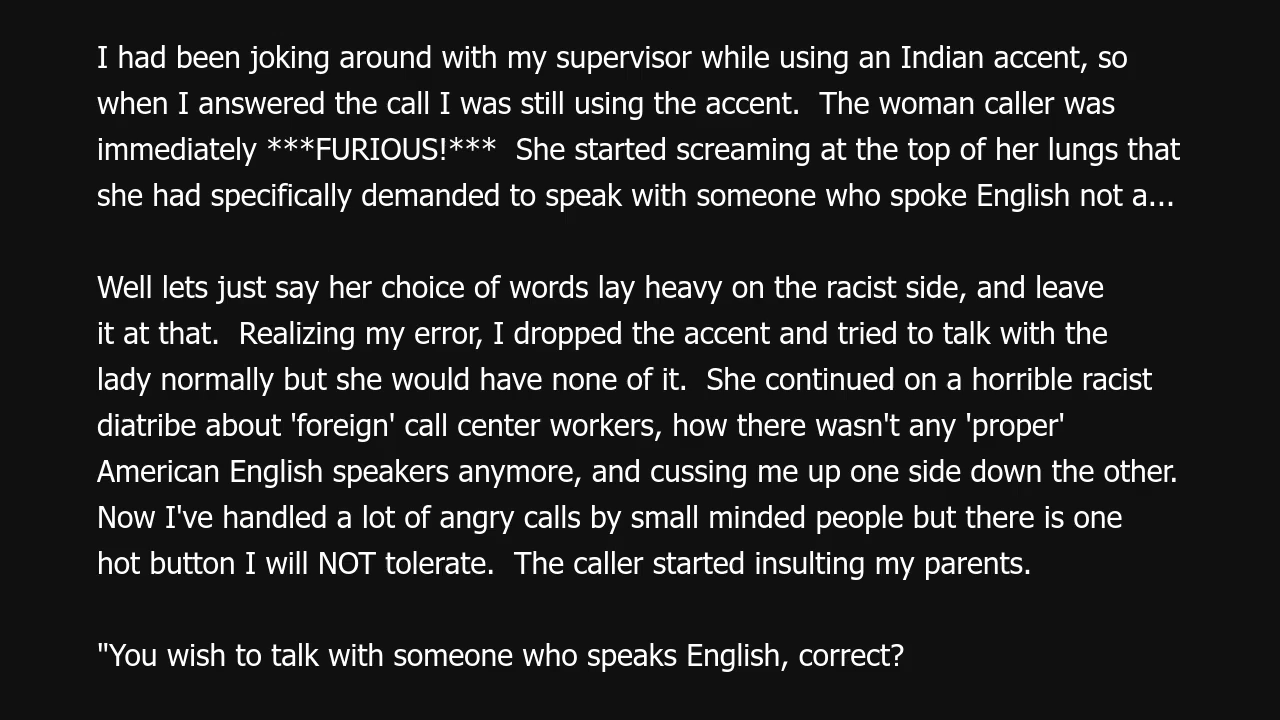 I had been joking around with my supervisor while using an Indian accent, so
when I answered the call I was still using the accent.  The woman caller was
immediately ***FURIOUS!***  She started screaming at the top of her lungs that
she had specifically demanded to speak with someone who spoke English not a...
Well lets just say her choice of words lay heavy on the racist side, and leave
it at that.  Realizing my error, I dropped the accent and tried to talk with the
lady normally but she would have none of it.  She continued on a horrible racist
diatribe about 'foreign' call center workers, how there wasn't any 'proper'
American English speakers anymore, and cussing me up one side down the other.
Now I've handled a lot of angry calls by small minded people but there is one
hot button I will NOT tolerate.  The caller started insulting my parents.
"You wish to talk with someone who speaks English, correct?